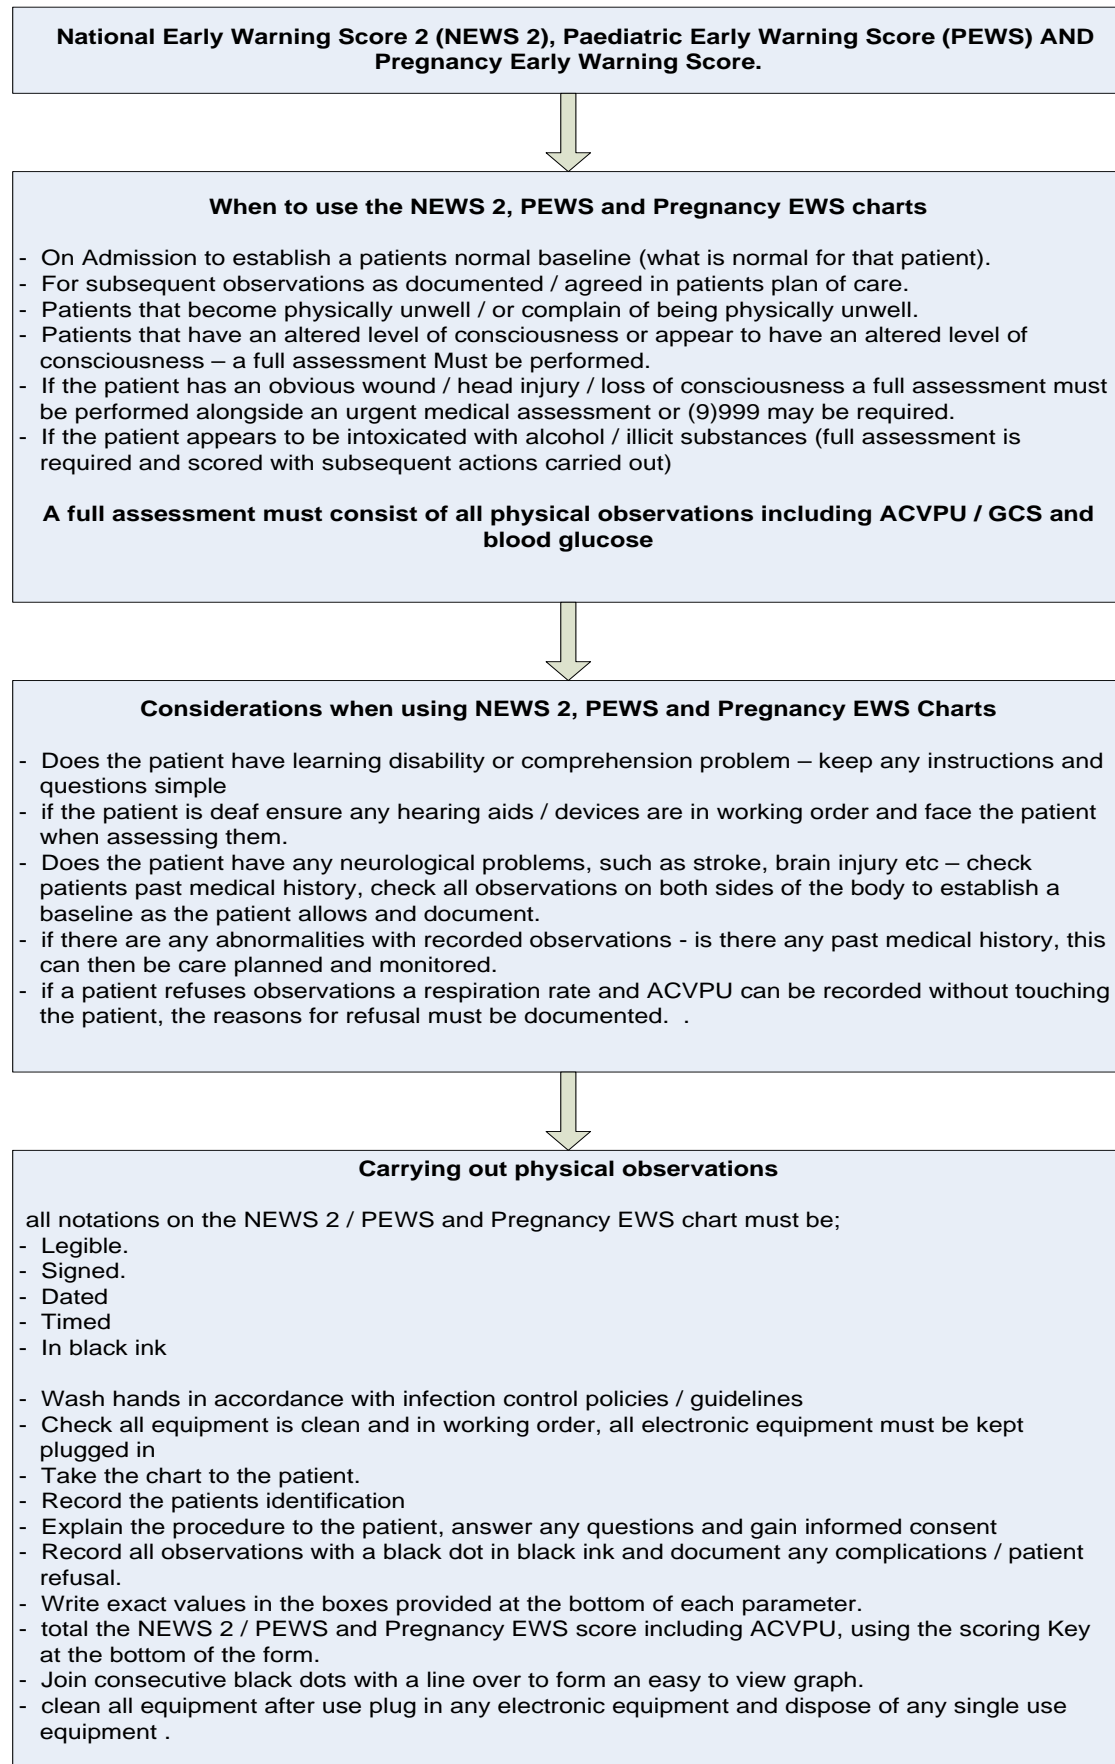 National Early Warning Score 2 (NEWS 2), Paediatric Early Warning Score (PEWS) AND
Pregnancy Early Warning Score.
When to use the NEWS 2, PEWS and Pregnancy EWS charts
- On Admission to establish a patients normal baseline (what is normal for that patient).
- For subsequent observations as documented / agreed in patients plan of care.
- Patients that become physically unwell / or complain of being physically unwell.
- Patients that have an altered level of consciousness or appear to have an altered level of
consciousness – a full assessment Must be performed.
- If the patient has an obvious wound / head injury / loss of consciousness a full assessment must
be performed alongside an urgent medical assessment or (9)999 may be required.
- If the patient appears to be intoxicated with alcohol / illicit substances (full assessment is
required and scored with subsequent actions carried out)
A full assessment must consist of all physical observations including ACVPU / GCS and
blood glucose
Considerations when using NEWS 2, PEWS and Pregnancy EWS Charts
- Does the patient have learning disability or comprehension problem – keep any instructions and
questions simple
- if the patient is deaf ensure any hearing aids / devices are in working order and face the patient
when assessing them.
- Does the patient have any neurological problems, such as stroke, brain injury etc – check
patients past medical history, check all observations on both sides of the body to establish a
baseline as the patient allows and document.
- if there are any abnormalities with recorded observations - is there any past medical history, this
can then be care planned and monitored.
- if a patient refuses observations a respiration rate and ACVPU can be recorded without touching
the patient, the reasons for refusal must be documented. .
Carrying out physical observations
all notations on the NEWS 2 / PEWS and Pregnancy EWS chart must be;
- Legible.
- Signed.
- Dated
- Timed
- In black ink
- Wash hands in accordance with infection control policies / guidelines
- Check all equipment is clean and in working order, all electronic equipment must be kept
plugged in
- Take the chart to the patient.
- Record the patients identification
- Explain the procedure to the patient, answer any questions and gain informed consent
- Record all observations with a black dot in black ink and document any complications / patient
refusal.
- Write exact values in the boxes provided at the bottom of each parameter.
- total the NEWS 2 / PEWS and Pregnancy EWS score including ACVPU, using the scoring Key
at the bottom of the form.
- Join consecutive black dots with a line over to form an easy to view graph.
- clean all equipment after use plug in any electronic equipment and dispose of any single use
equipment .